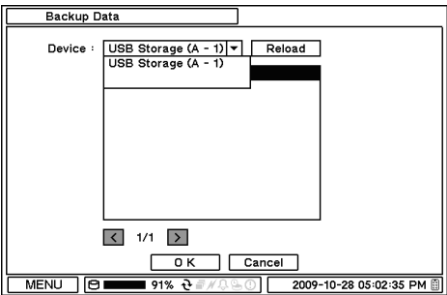 Backup Data
Device : USB Storage (A - 1) Reload
USB Storage (A - 1)
< 1/1 >
OK Cancel
MENU 91% 2009-10-28 05:02:35 PM